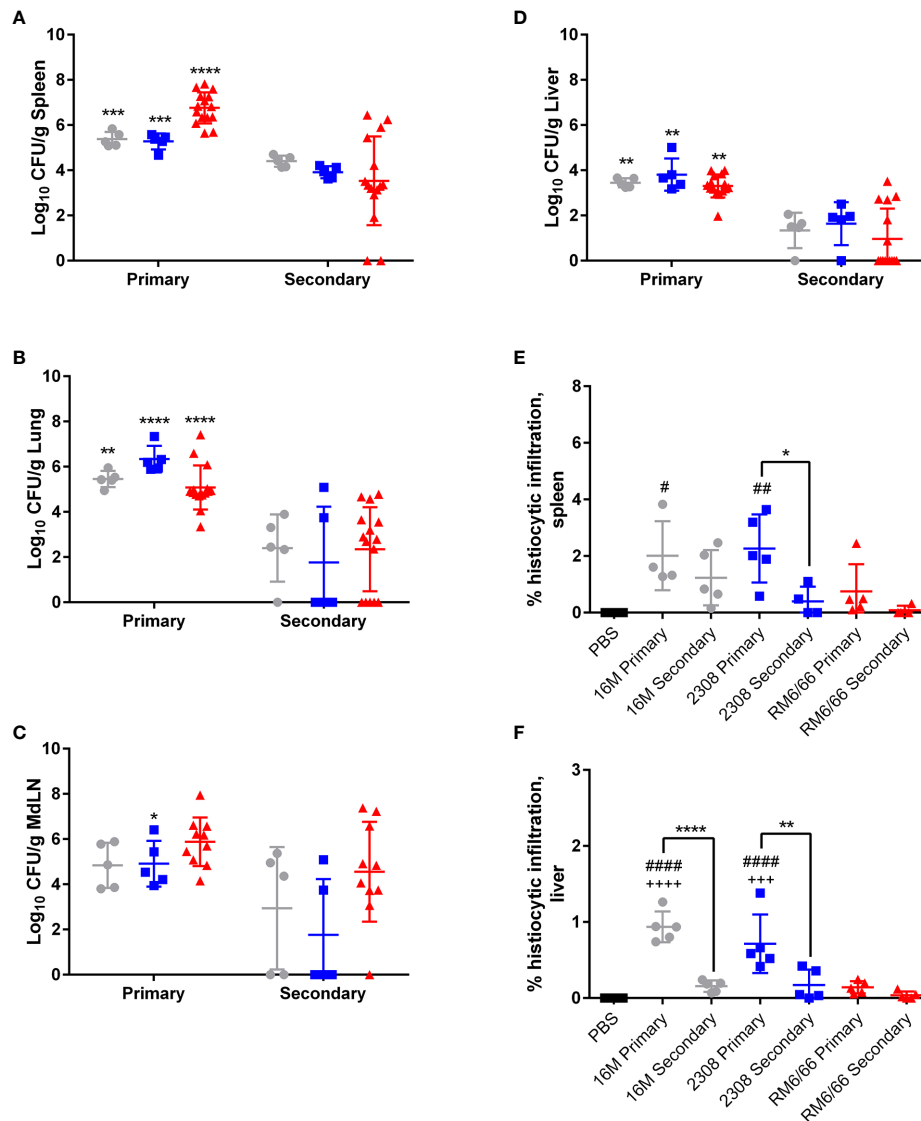 A
Log₁₀ CFU/g Spleen
10
8
6
4
2
0
*** *** ****
Primary Secondary
B
Log₁₀ CFU/g Lung
10
8
6
4
2
0
** **** ****
Primary Secondary
C
Log₁₀ CFU/g MdLN
10
8
6
4
2
0
*
Primary Secondary
D
Log₁₀ CFU/g Liver
10
8
6
4
2
0
** ** **
Primary Secondary
E
% histiocytic infiltration,
spleen
8
6
4
2
0
*
# ##
PBS
16M Primary
16M Secondary
2308 Primary
2308 Secondary
RM6/66 Primary
RM6/66 Secondary
F
% histiocytic infiltration,
liver
3
2
1
0
**** **
#### ####
++++ +++
PBS
16M Primary
16M Secondary
2308 Primary
2308 Secondary
RM6/66 Primary
RM6/66 Secondary